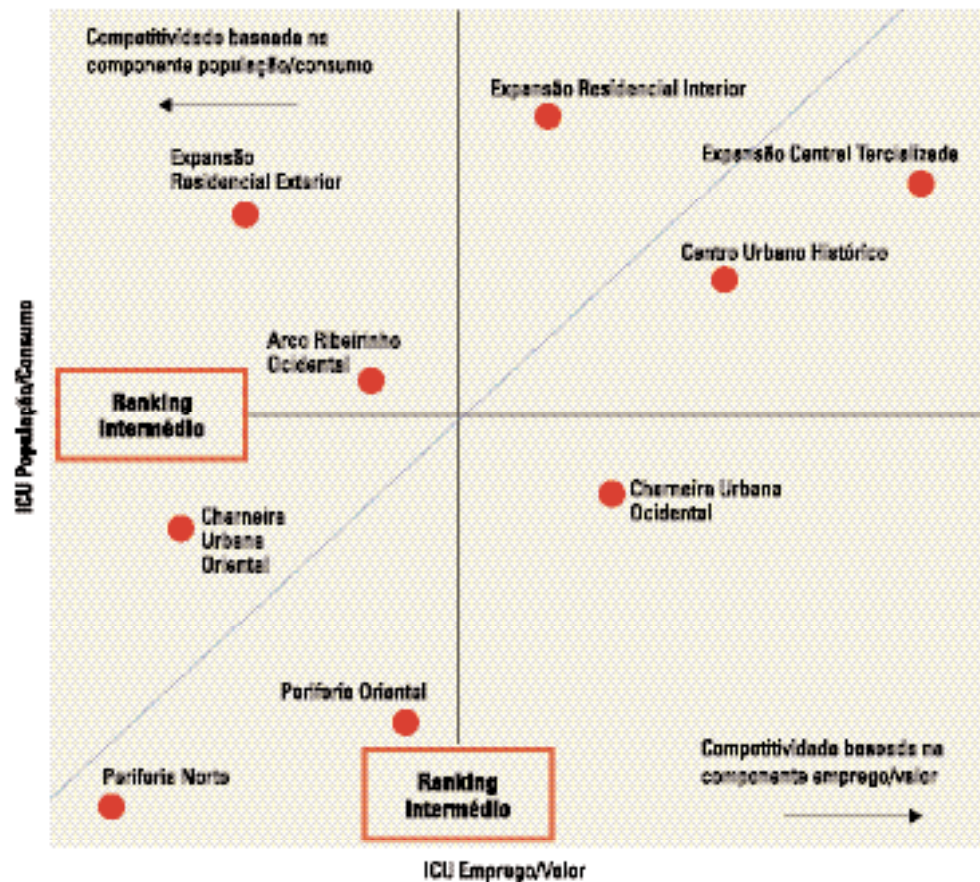 Competitividade baseada na
componente população/consumo
Expansão Residencial Interior
Expansão
Residencial Exterior
Expansão Central Tercializada
Centro Urbano Histórico
Arco Ribeirinho
Ocidental
Ranking
Intermédio
ICU População/Consumo
Charneira Urbana
Ocidental
Charneira
Urbana
Oriental
Periferia Oriental
Competitividade baseada na
componente emprego/valor
Periferia Norte
Ranking
Intermédio
ICU Emprego/Valor